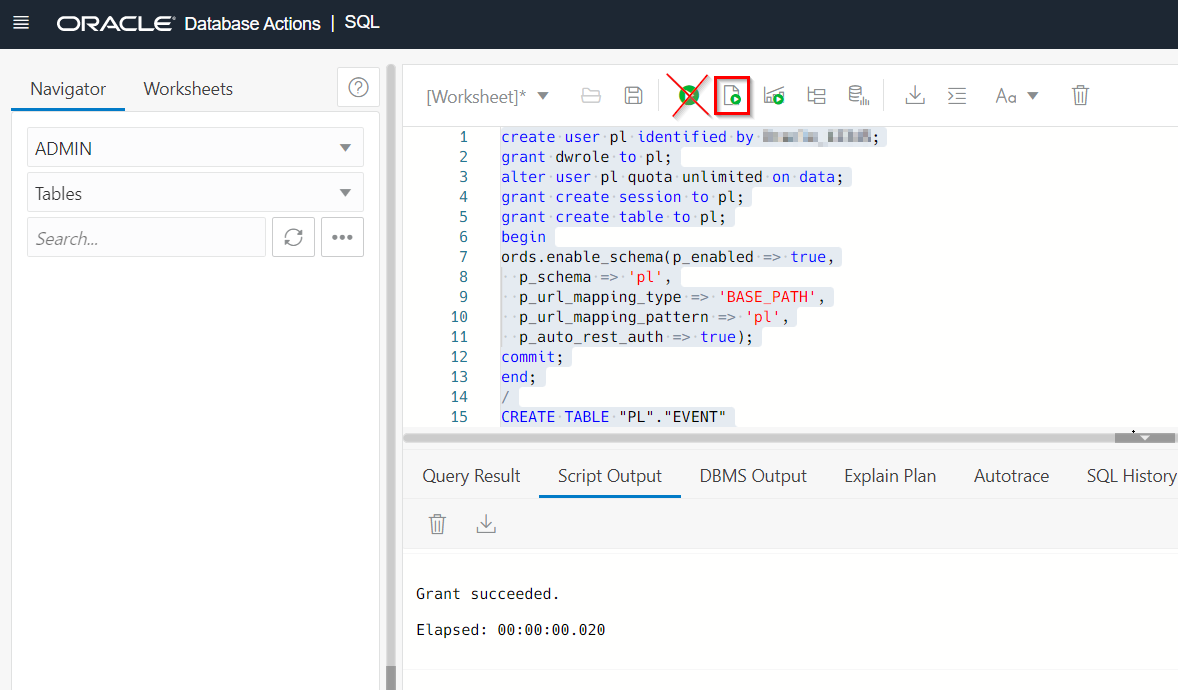 ORACLE Database Actions | SQL
Navigator
Worksheets
[Worksheet]*
Aa
ADMIN
Tables
Search...
1 create user pl identified by ;
2 grant dwrole to pl;
3 alter user pl quota unlimited on data;
4 grant create session to pl;
5 grant create table to pl;
6 begin
7 ords.enable_schema(p_enabled => true,
8 p_schema => 'pl',
9 p_url_mapping_type => 'BASE_PATH',
10 p_url_mapping_pattern => 'pl',
11 p_auto_rest_auth => true);
12 commit;
13 end;
14 /
15 CREATE TABLE "PL"."EVENT"
Query Result
Script Output
DBMS Output
Explain Plan
Autotrace
SQL History
Grant succeeded.
Elapsed: 00:00:00.020